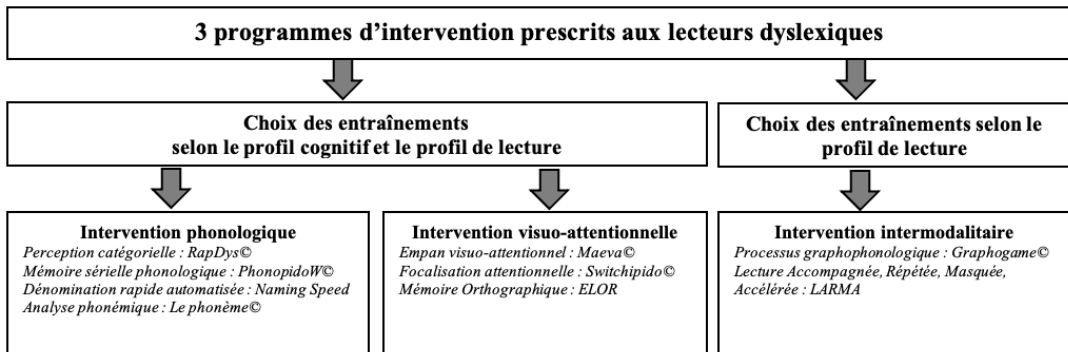 3 programmes d’intervention prescrits aux lecteurs dyslexiques
Choix des entraînements
selon le profil cognitif et le profil de lecture
Choix des entraînements selon le
profil de lecture
Intervention phonologique
Perception catégorielle : RapDys©
Mémoire sérielle phonologique : PhonopidoW©
Dénomination rapide automatisée : Naming Speed
Analyse phonémique : Le phonème©
Intervention visuo-attentionnelle
Empan visuo-attentionnel : Maeva©
Focalisation attentionnelle : Switchipido©
Mémoire Orthographique : ELOR
Intervention intermodalitaire
Processus graphophonologique : Graphogame©
Lecture Accompagnée, Répétée, Masquée,
Accélérée : LARMA